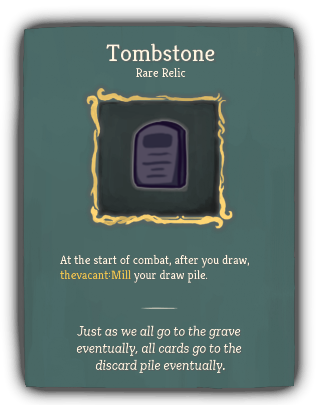 Tombstone
Rare Relic
At the start of combat, after you draw,
thevacant:Mill your draw pile.
Just as we all go to the grave
eventually, all cards go to the
discard pile eventually.